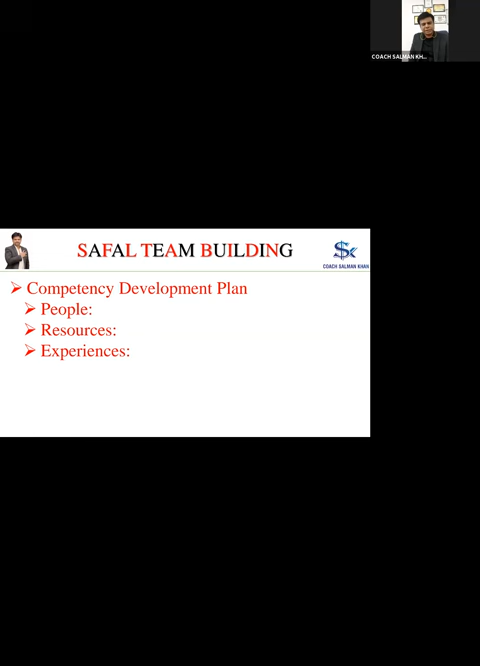 COACH SALMAN KH...
SAFAL TEAM BUILDING
COACH SALMAN KHAN
Competency Development Plan
People:
Resources:
Experiences: